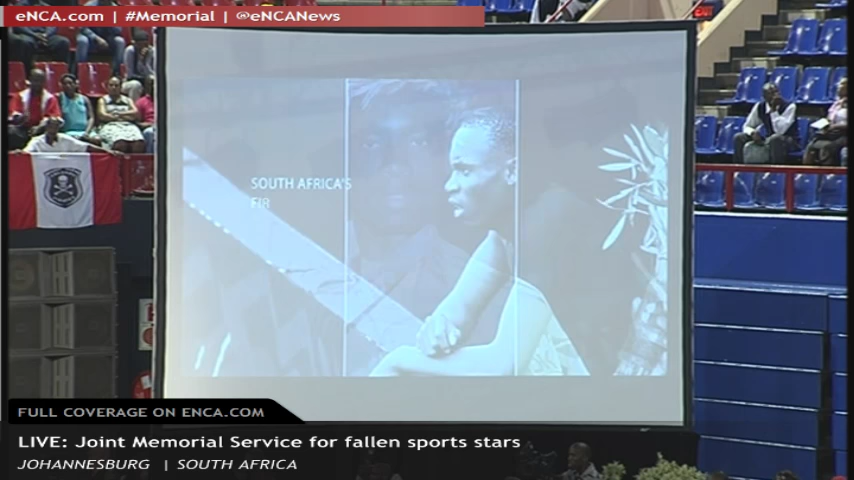 eNCA.com | #Memorial | @eNCANews
SOUTH AFRICA'S
FIR
FULL COVERAGE ON ENCA.COM
LIVE: Joint Memorial Service for fallen sports stars
JOHANNESBURG | SOUTH AFRICA